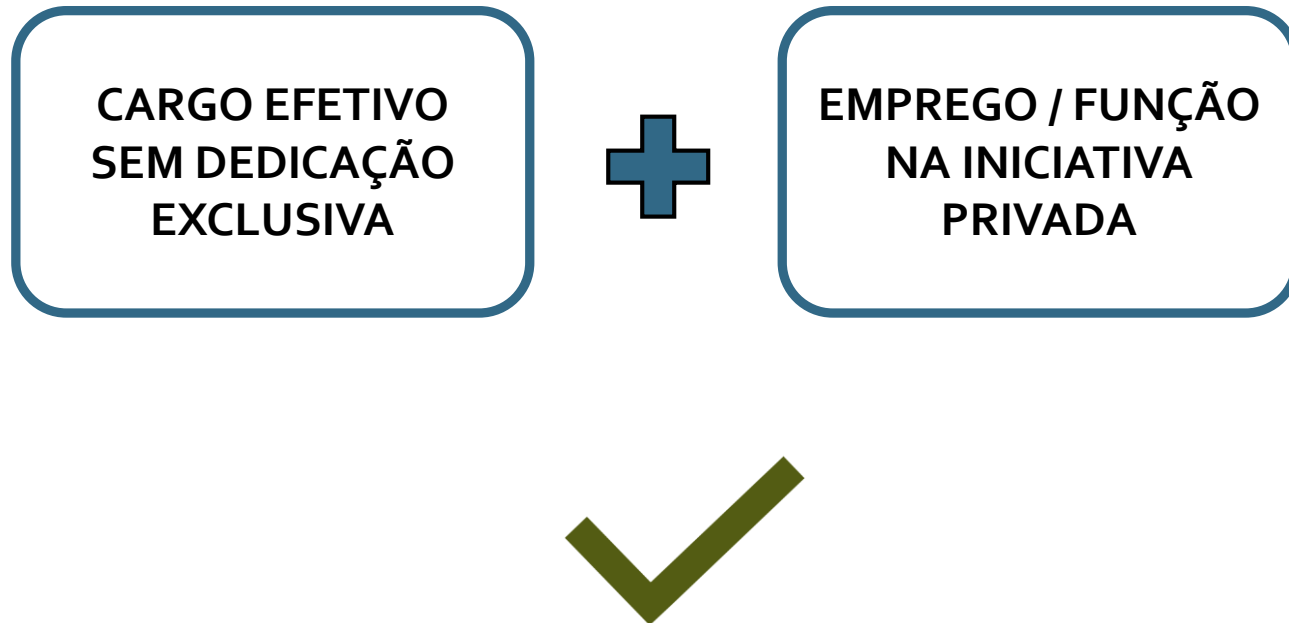 CARGO EFETIVO
SEM DEDICAÇÃO
EXCLUSIVA
EMPREGO / FUNÇÃO
NA INICIATIVA
PRIVADA